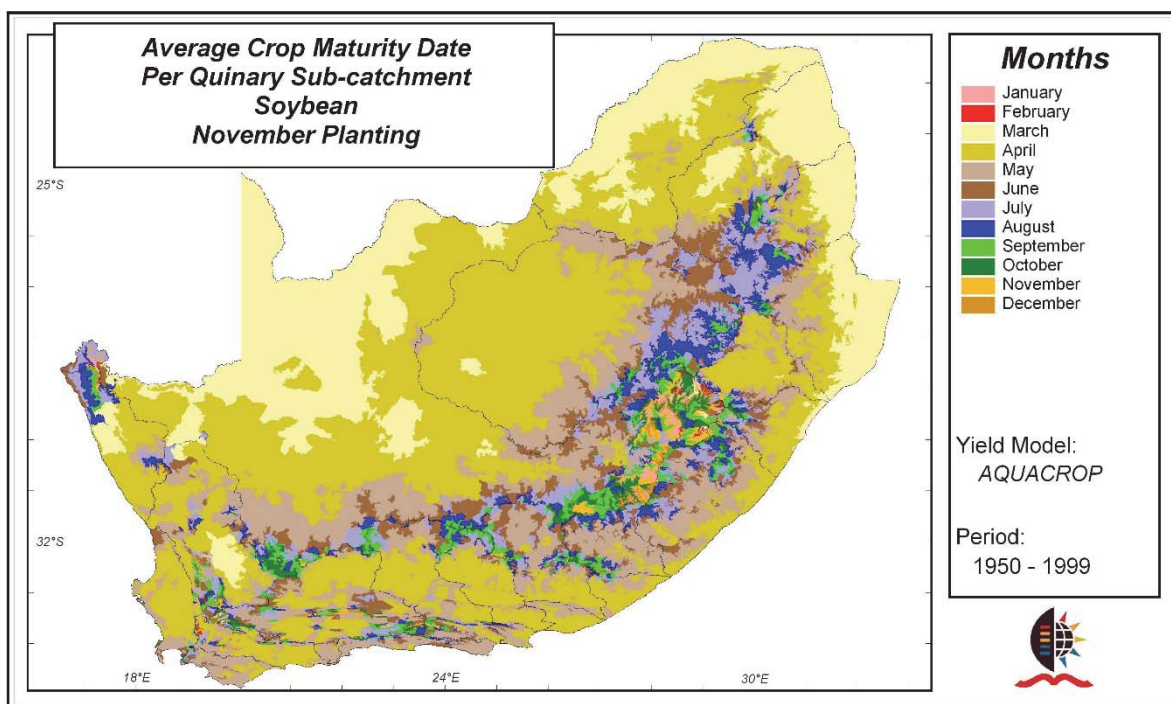 Average Crop Maturity Date
Per Quinary Sub-catchment
Soybean
November Planting
Months
January
February
March
April
May
June
July
August
September
October
November
December
25°S
32°S
18°E
24°E
30°E
Yield Model:
AQUACROP
Period:
1950 - 1999